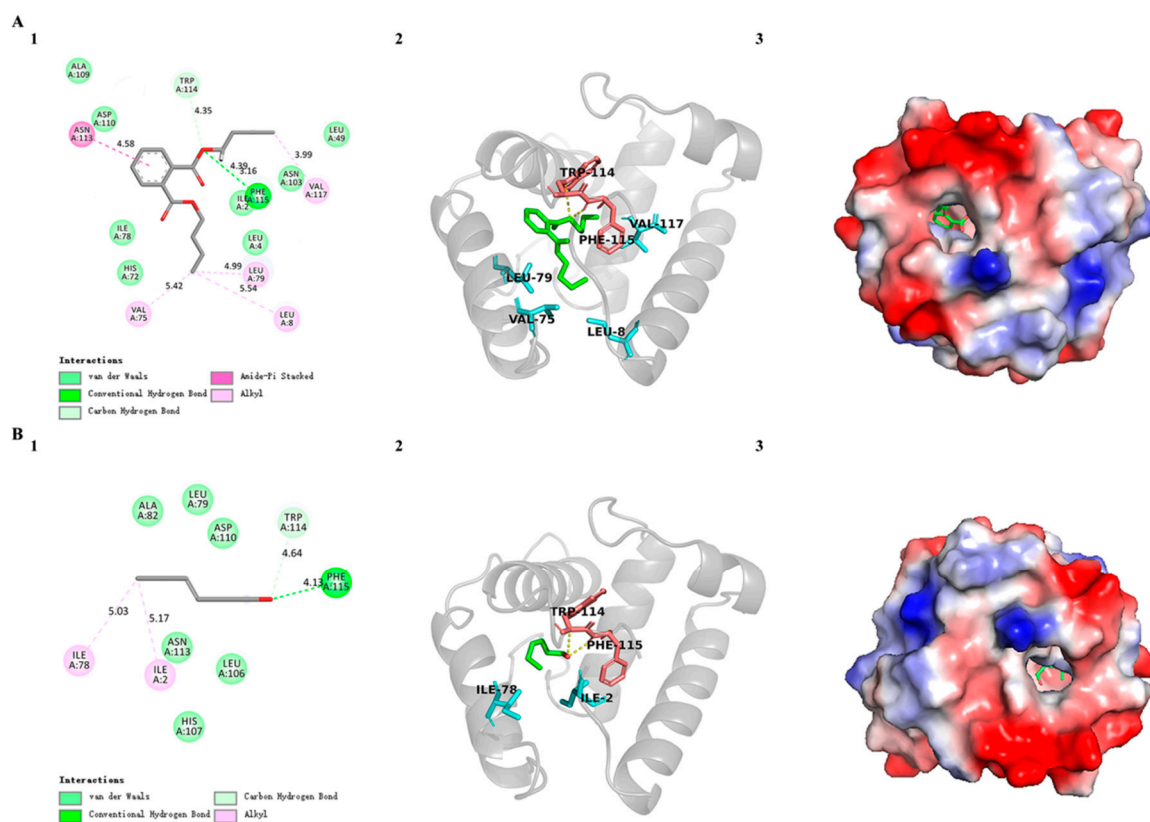 A
1
2
3
ALA
A:109
TRP
A:114
ASP
A:110
ASN
A:113
4.35
LEU
A:49
4.58
3.99
4.39
3.16
ASN
A:103
VAL
A:117
ILE
A:2
PHE
A:115
ILE
A:78
LEU
A:4
HIS
A:72
4.99
LEU
A:79
5.42
5.54
VAL
A:75
LEU
A:8
Interactions
van der Waals
Conventional Hydrogen Bond
Carbon Hydrogen Bond
Amide-Pi Stacked
Alkyl
TRP-114
VAL-117
PHE-115
LEU-79
VAL-75
LEU-8
B
1
2
3
LEU
A:79
ALA
A:82
ASP
A:110
TRP
A:114
4.64
4.13
PHE
A:115
5.03
5.17
ASN
A:113
ILE
A:78
ILE
A:2
LEU
A:106
HIS
A:107
Interactions
van der Waals
Conventional Hydrogen Bond
Carbon Hydrogen Bond
Alkyl
TRP-114
PHE-115
ILE-78
ILE-2